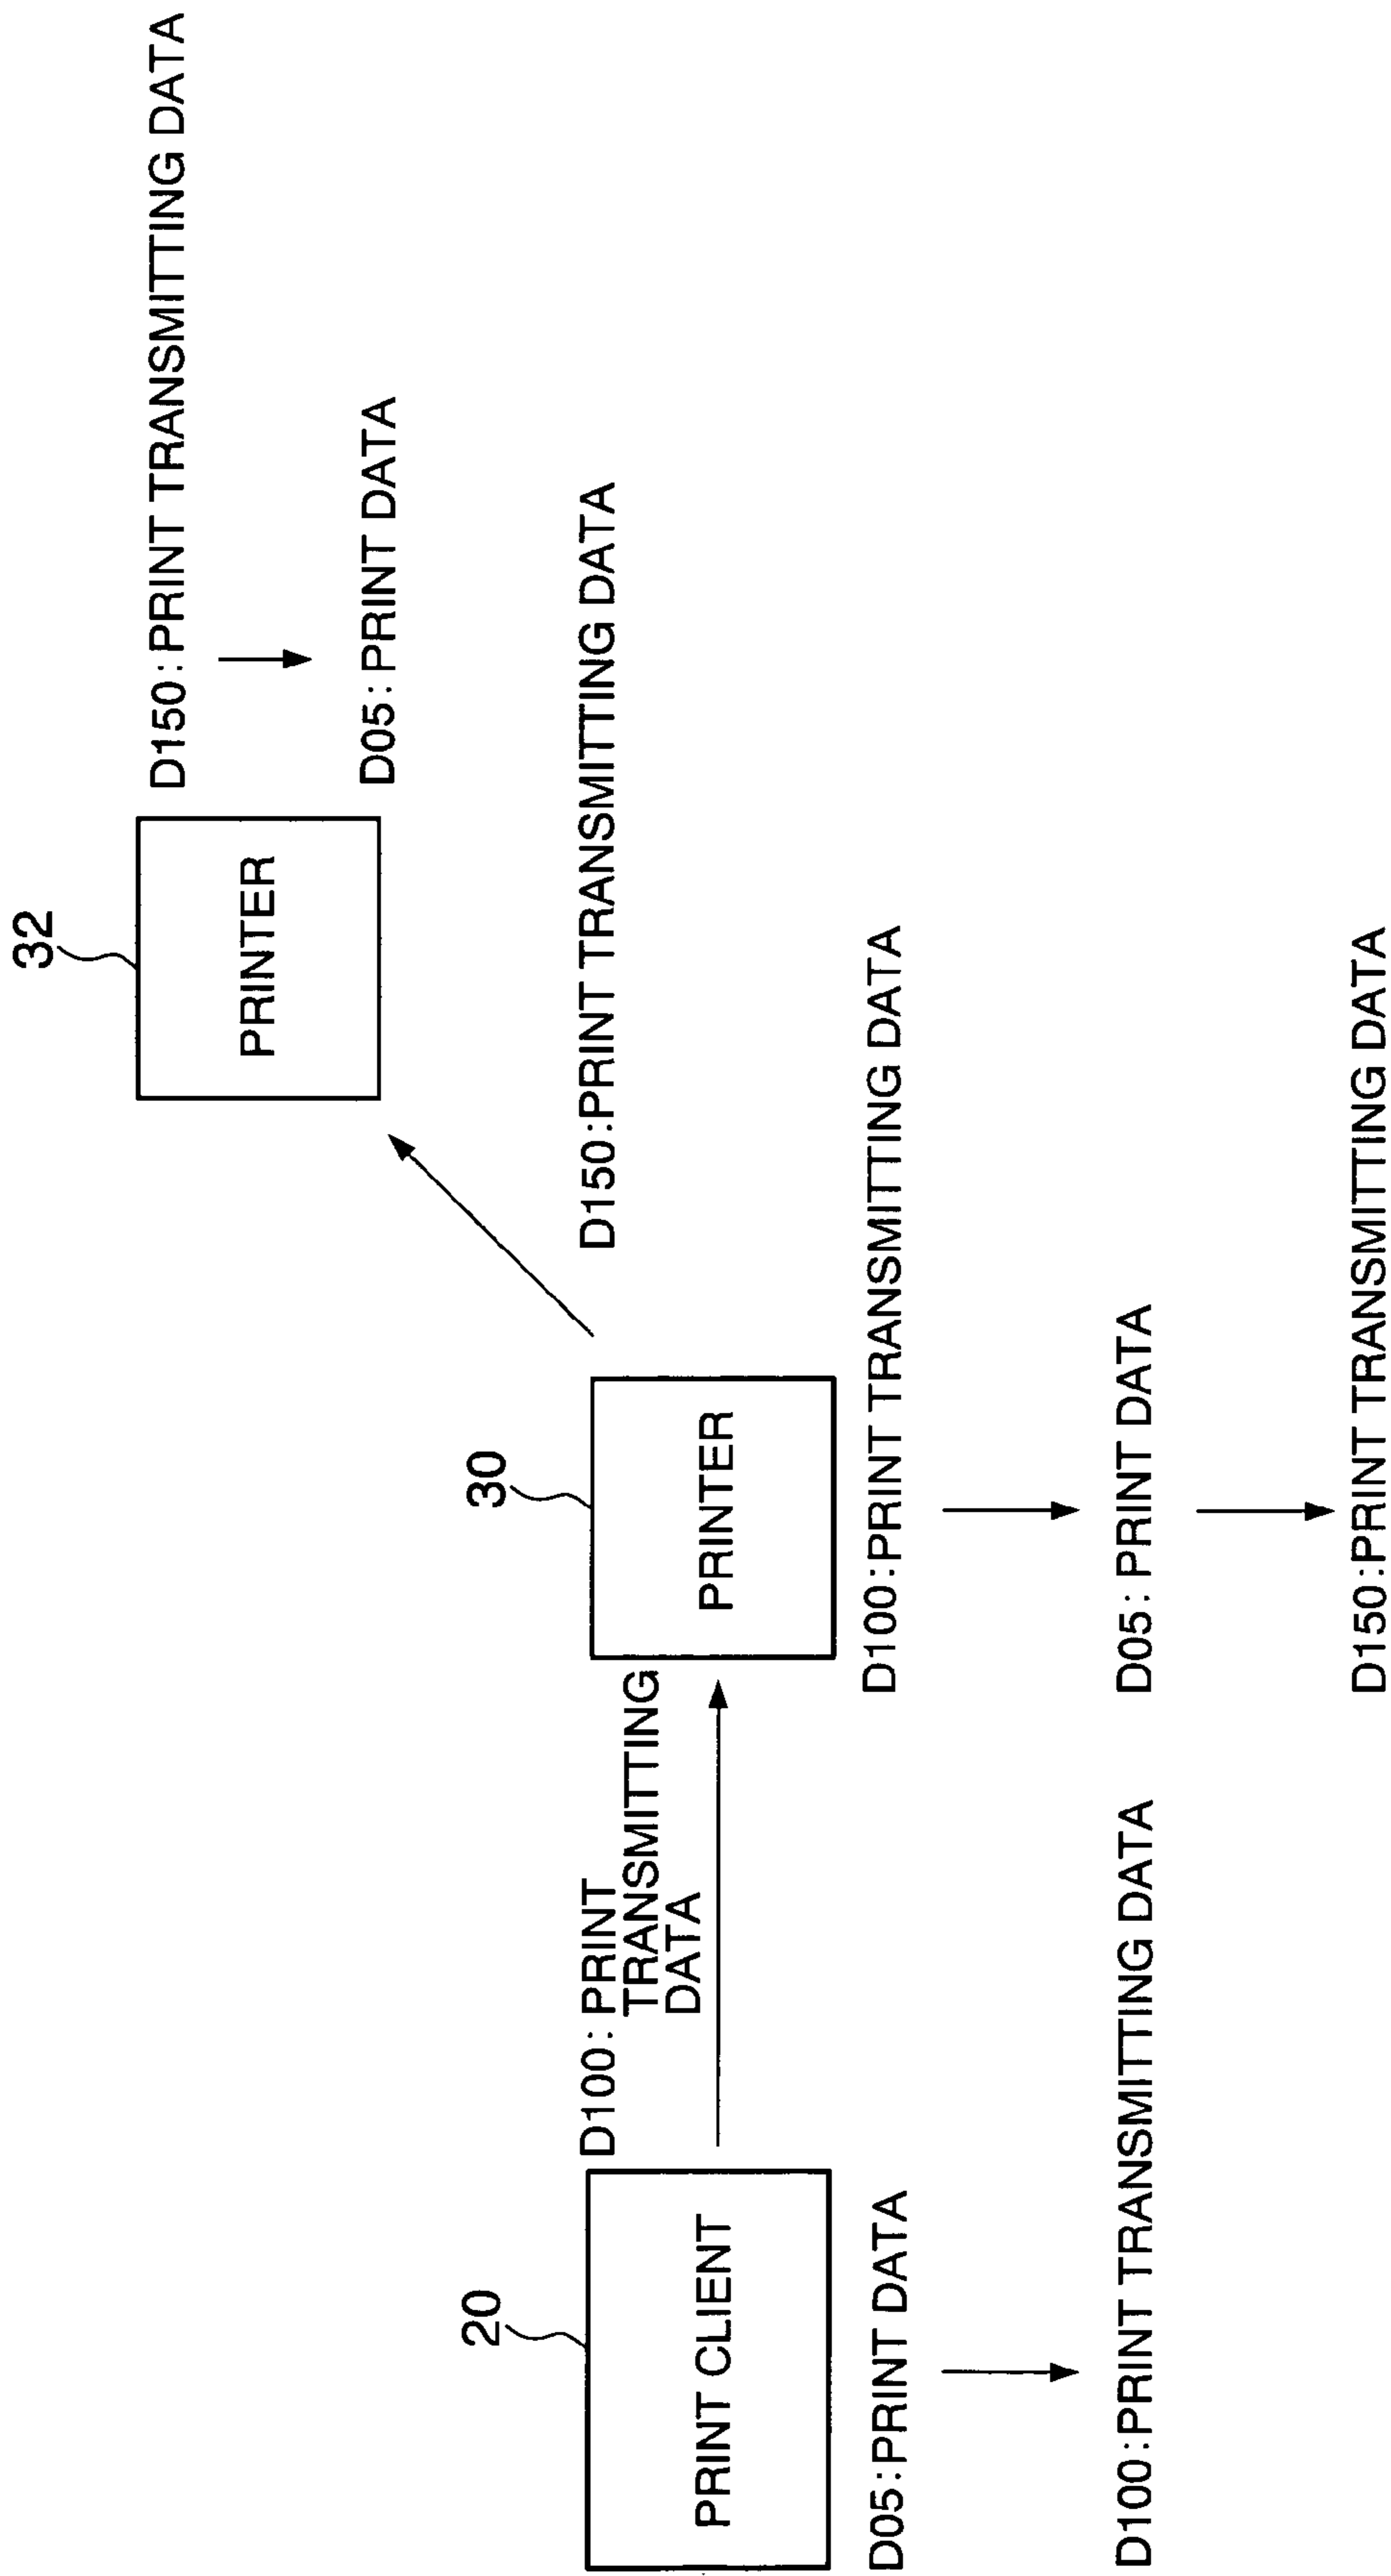 32
PRINTER
D150:PRINT TRANSMITTING DATA
D05: PRINT DATA
D150:PRINT TRANSMITTING DATA
30
PRINTER
D100: PRINT
TRANSMITTING
DATA
D100:PRINT TRANSMITTING DATA
D05: PRINT DATA
D150:PRINT TRANSMITTING DATA
20
PRINT CLIENT
D05:PRINT DATA
D100:PRINT TRANSMITTING DATA